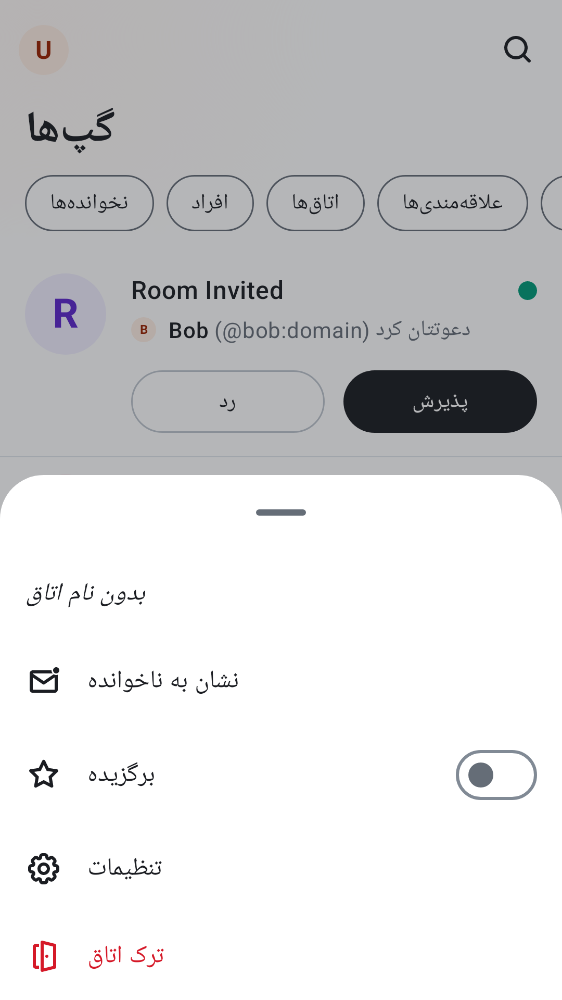 U
گپ‌ها
نخوانده‌ها
افراد
اتاق‌ها
علاقه‌مندی‌ها
R
Room Invited
B
Bob (@bob:domain) دعوتتان کرد
رد
پذیرش
بدون نام اتاق
نشان به ناخوانده
برگزیده
تنظیمات
ترک اتاق